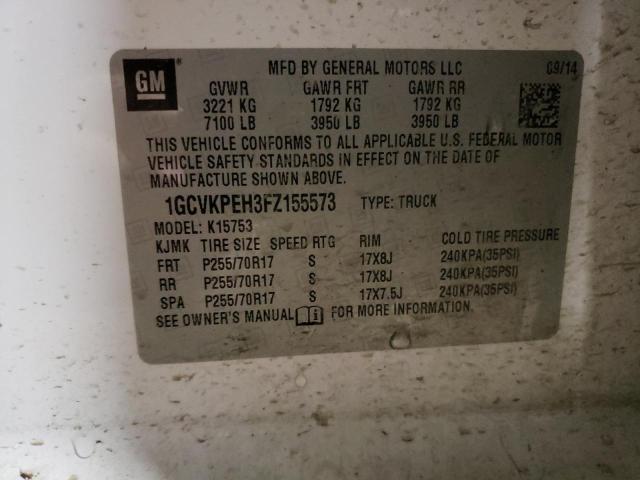 GM
MFD BY GENERAL MOTORS LLC 09/14
GVWR GAWR FRT GAWR RR
3221 KG 1792 KG 1792 KG
7100 LB 3950 LB 3950 LB
THIS VEHICLE CONFORMS TO ALL APPLICABLE U.S. FEDERAL MOTOR
VEHICLE SAFETY STANDARDS IN EFFECT ON THE DATE OF
MANUFACTURE SHOWN ABOVE.
1GCVKPEH3FZ155573 TYPE: TRUCK
MODEL: K15753
KJMK TIRE SIZE SPEED RTG RIM COLD TIRE PRESSURE
FRT P255/70R17 S 17X8J 240KPA(35PSI)
RR P255/70R17 S 17X8J 240KPA(35PSI)
SPA P255/70R17 S 17X7.5J 240KPA(35PSI)
SEE OWNER'S MANUAL FOR MORE INFORMATION.